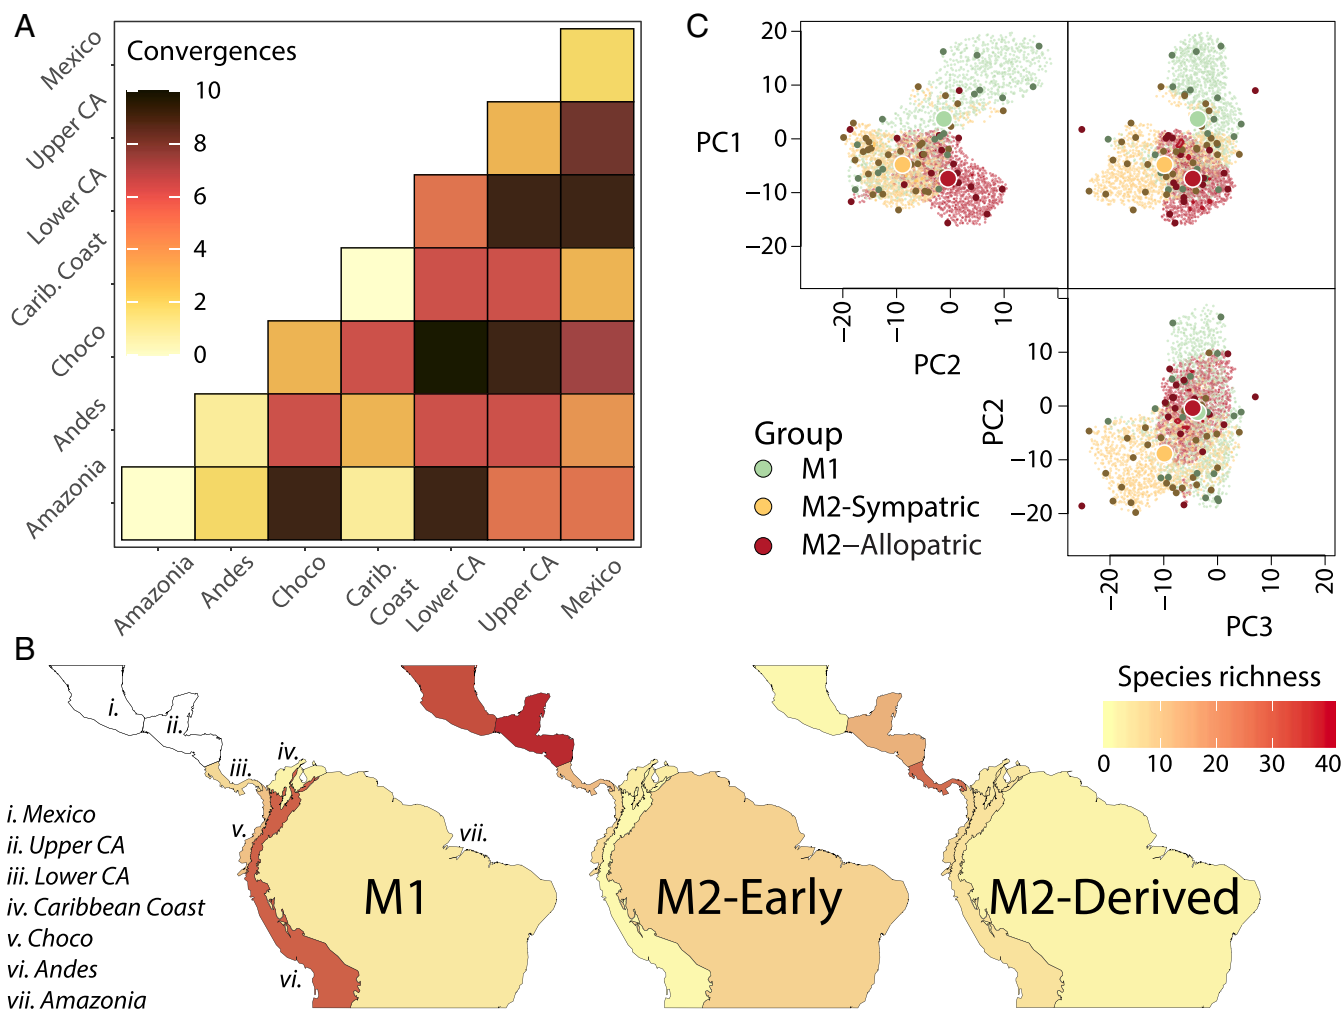 A
Convergences
10
8
6
4
2
0
Mexico
Upper CA
Lower CA
Carib. Coast
Choco
Andes
Amazonia
Amazonia
Andes
Choco
Carib.
Coast
Lower CA
Upper CA
Mexico
C
20
10
0
−10
−20
PC1
−20
−10
0
10
PC2
10
0
−10
−20
PC2
−20
−10
0
10
20
PC3
Group
M1
M2-Sympatric
M2−Allopatric
B
i.
ii.
iii.
iv.
v.
vi.
vii.
i. Mexico
ii. Upper CA
iii. Lower CA
iv. Caribbean Coast
v. Choco
vi. Andes
vii. Amazonia
M1
M2-Early
M2-Derived
Species richness
0 10 20 30 40